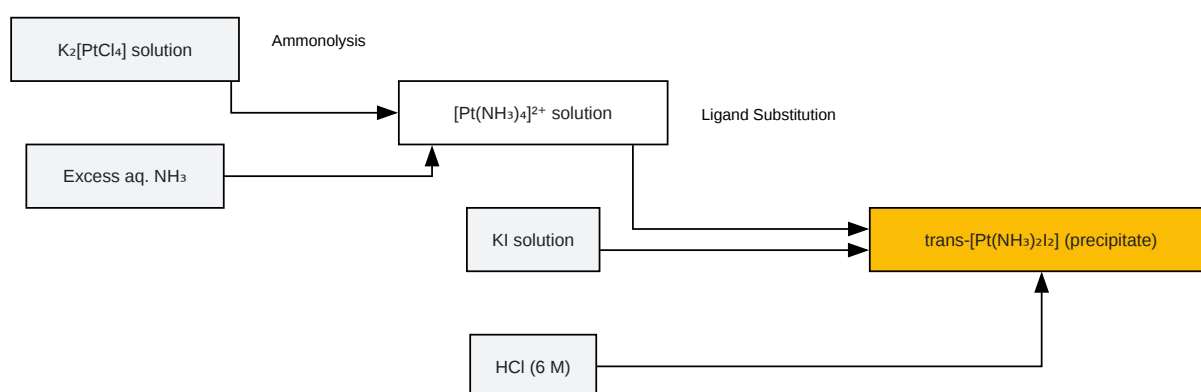 K₂[PtCl₄] solution
Ammonolysis
[Pt(NH₃)₄]²⁺ solution
Ligand Substitution
Excess aq. NH₃
KI solution
trans-[Pt(NH₃)₂I₂] (precipitate)
HCl (6 M)